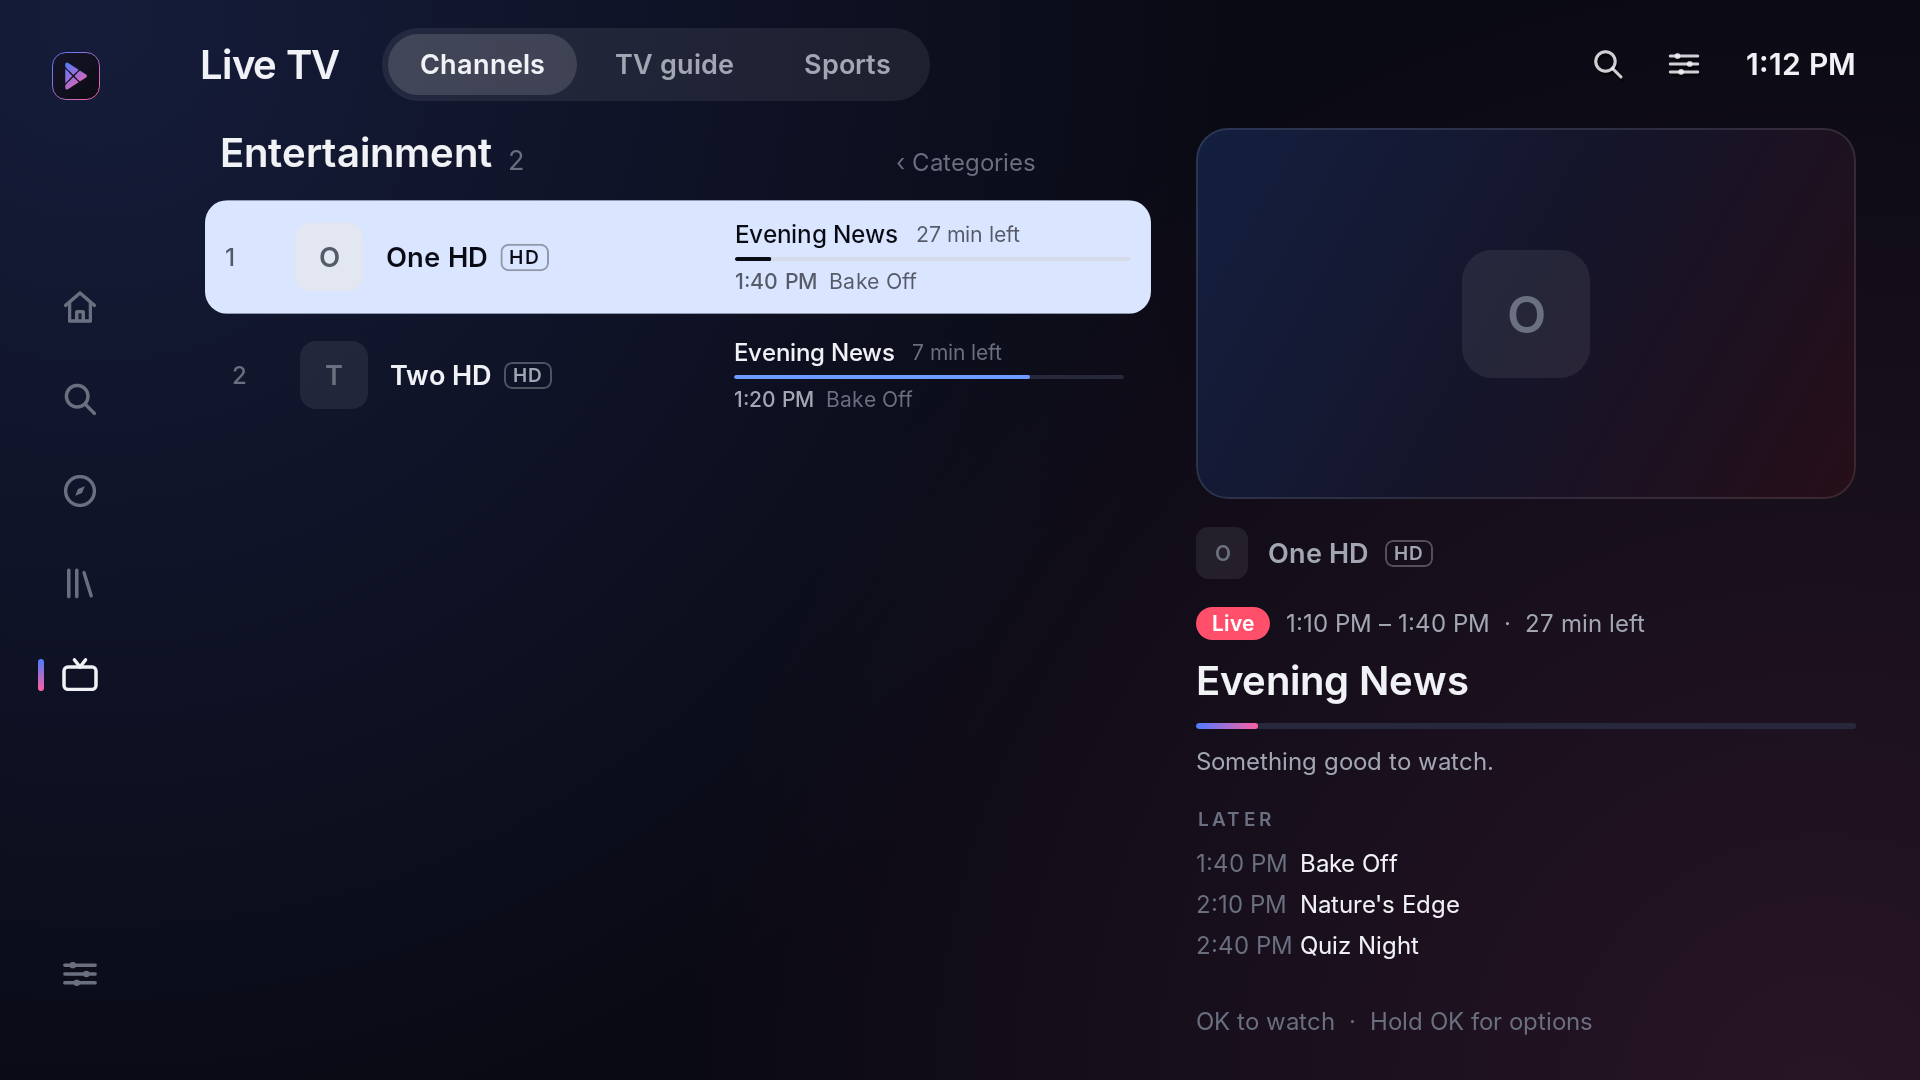 Live TV
Channels
TV guide
Sports
1:12 PM
Entertainment 2
‹ Categories
1
O
One HD
HD
Evening News 27 min left
1:40 PM Bake Off
2
T
Two HD
HD
Evening News 7 min left
1:20 PM Bake Off
O
O
One HD
HD
Live
1:10 PM – 1:40 PM · 27 min left
Evening News
Something good to watch.
LATER
1:40 PM Bake Off
2:10 PM Nature's Edge
2:40 PM Quiz Night
OK to watch · Hold OK for options